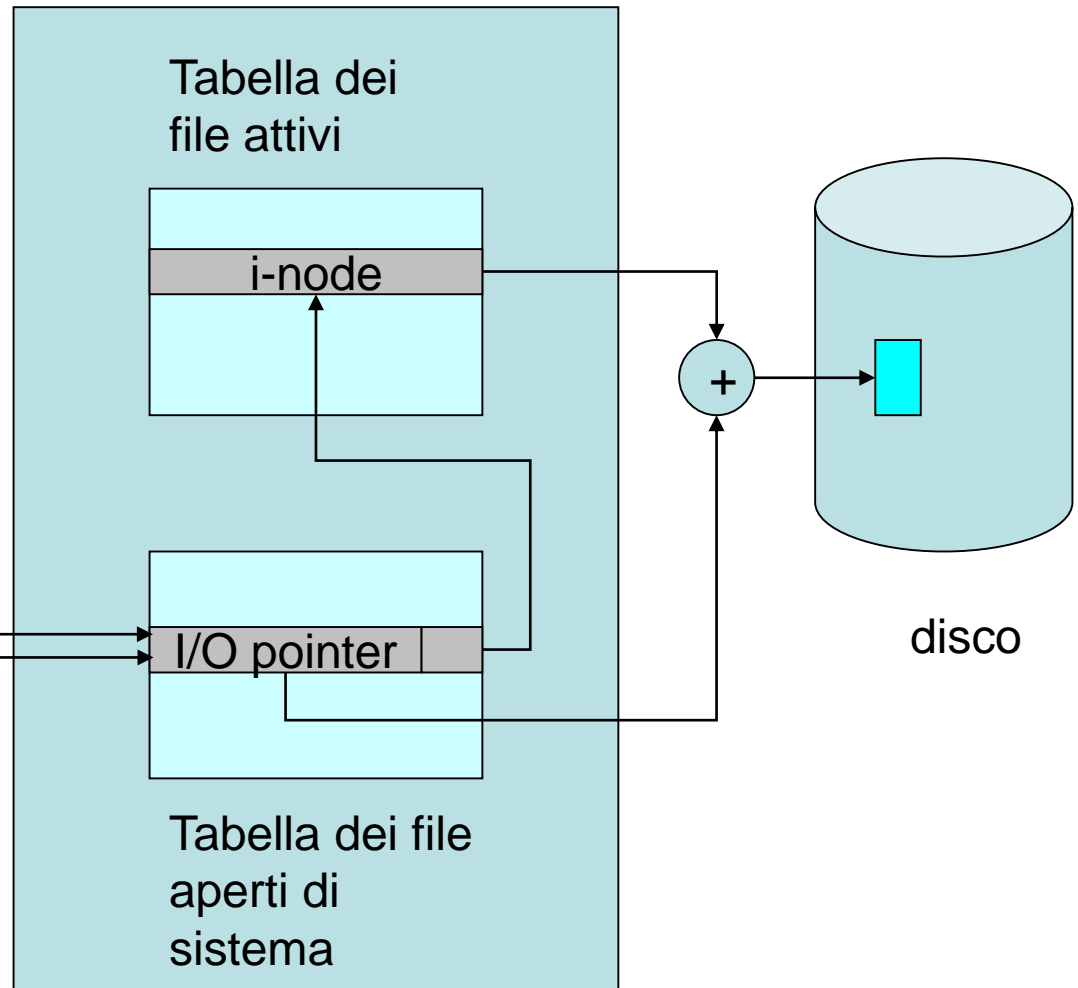 Tabella dei
file attivi
i-node
+
I/O pointer
disco
Tabella dei file
aperti di
sistema